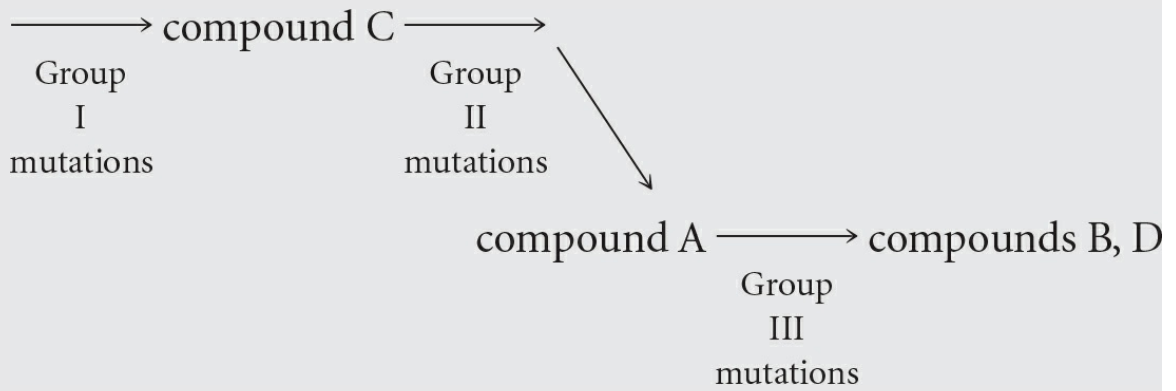 compound C
Group
I
mutations
Group
II
mutations
compound A
compounds B, D
Group
III
mutations